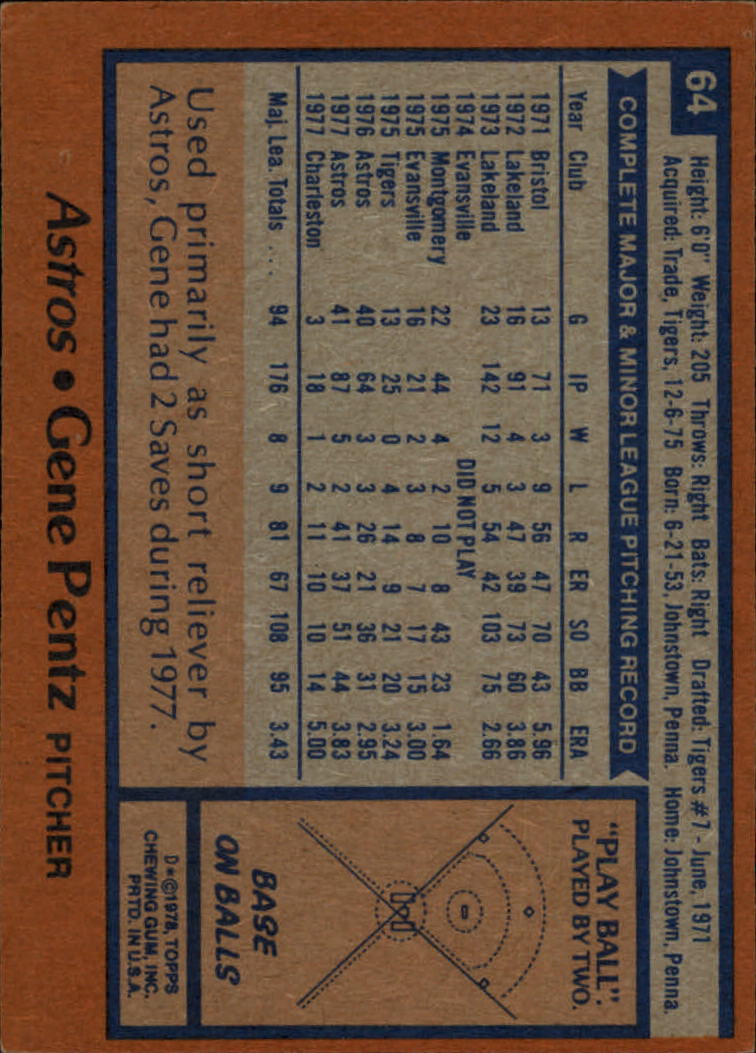 64
Height: 6'0" Weight: 205 Throws: Right Bats: Right Drafted: Tigers #7 - June, 1971
Acquired: Trade, Tigers, 12-6-75 Born: 6-21-53, Johnstown, Penna. Home: Johnstown, Penna.
COMPLETE MAJOR & MINOR LEAGUE PITCHING RECORD
Year Club G IP W L R ER SO BB ERA
1971 Bristol 13 71 3 9 56 47 70 43 5.96
1972 Lakeland 16 91 4 3 47 39 73 60 3.86
1973 Lakeland 23 142 12 5 54 42 103 75 2.66
1974 Evansville DID NOT PLAY
1975 Montgomery 22 44 4 2 10 8 43 23 1.64
1975 Evansville 16 21 2 3 8 7 17 15 3.00
1975 Tigers 13 25 0 4 14 9 21 20 3.24
1976 Astros 40 64 3 3 26 21 36 31 2.95
1977 Astros 41 87 5 2 41 37 51 44 3.83
1977 Charleston 3 18 1 2 11 10 10 14 5.00
Maj. Lea. Totals .... 94 176 8 9 81 67 108 95 3.43
Used primarily as short reliever by
Astros, Gene had 2 Saves during 1977.
"PLAY BALL":
PLAYED BY TWO.
BASE
ON BALLS
D*©1978, TOPPS
CHEWING GUM, INC.
PRTD. IN U.S.A.
Astros • Gene Pentz PITCHER